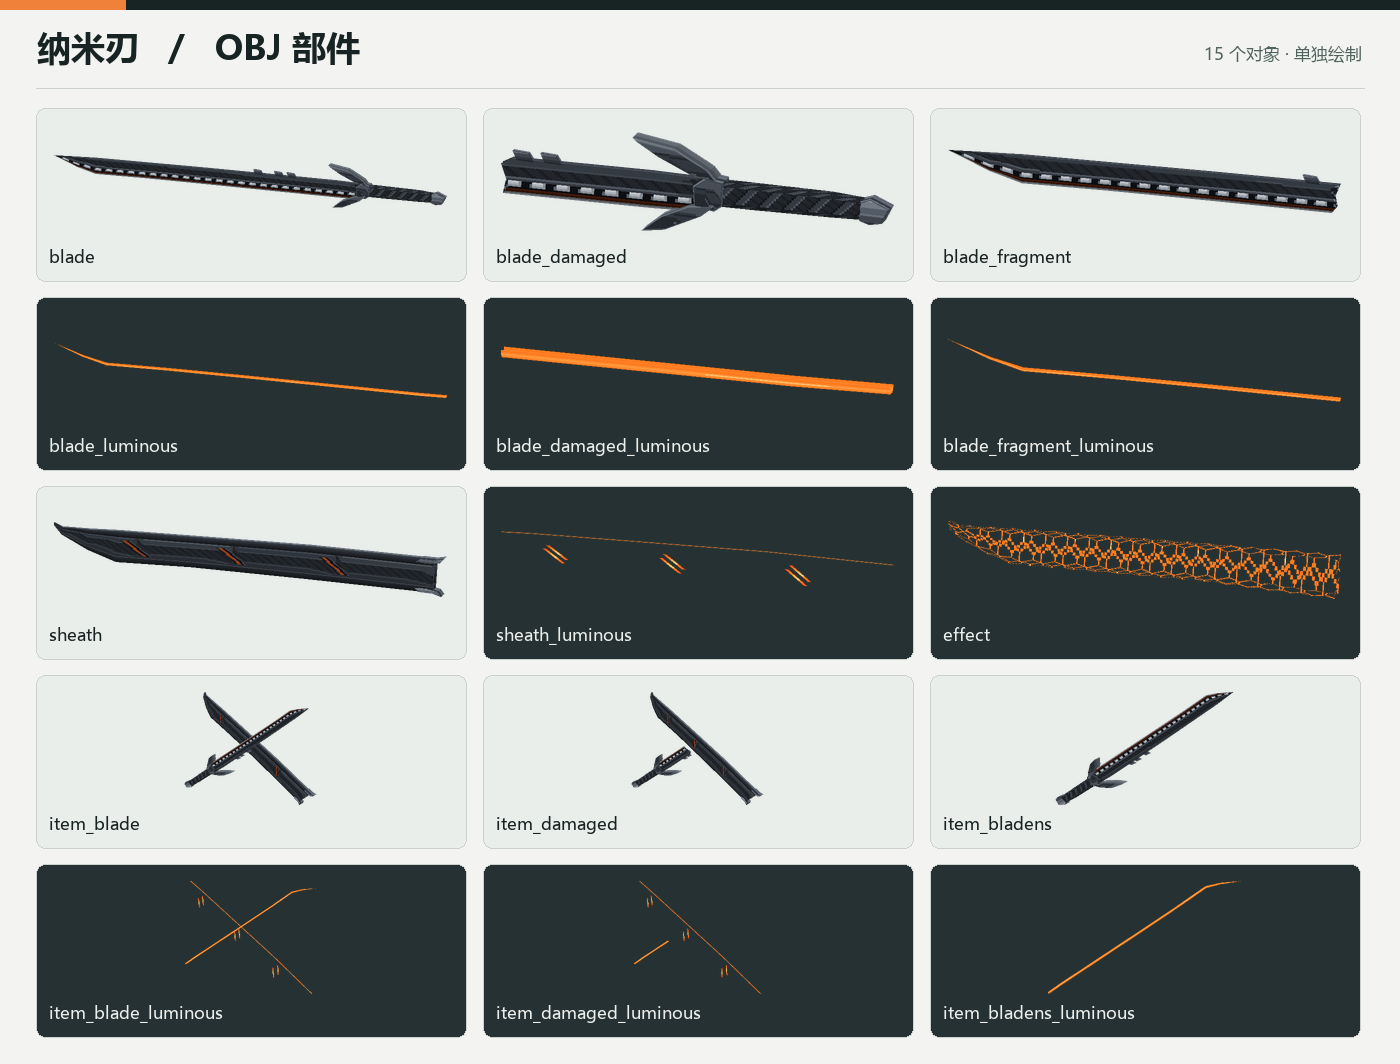 纳米刃 / OBJ 部件
15 个对象 · 单独绘制
blade
blade_damaged
blade_fragment
blade_luminous
blade_damaged_luminous
blade_fragment_luminous
sheath
sheath_luminous
effect
item_blade
item_damaged
item_bladens
item_blade_luminous
item_damaged_luminous
item_bladens_luminous